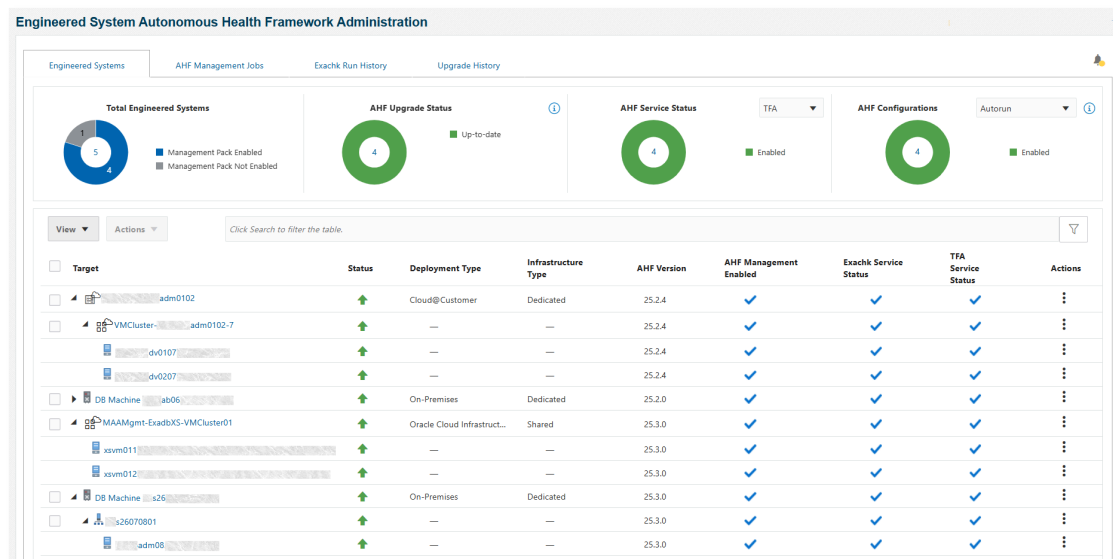 Engineered System Autonomous Health Framework Administration
Engineered Systems AHF Management Jobs Exachk Run History Upgrade History
Total Engineered Systems
1
5
4
Management Pack Enabled
Management Pack Not Enabled
AHF Upgrade Status
4
Up-to-date
AHF Service Status TFA
4
Enabled
AHF Configurations Autorun
4
Enabled
View Actions Click Search to filter the table.
Target Status Deployment Type Infrastructure Type AHF Version AHF Management Enabled Exachk Service Status TFA Service Status Actions
adm0102 Cloud@Customer Dedicated 25.2.4
VMCluster- adm0102-7 — — 25.2.4
dv0107 — — 25.2.4
dv0207 — — 25.2.4
DB Machine ab06 On-Premises Dedicated 25.2.0
MAAMgmt-ExadbXS-VMCluster01 Oracle Cloud Infrastruct... Shared 25.3.0
xsvm011 — — 25.3.0
xsvm012 — — 25.3.0
DB Machine s26 On-Premises Dedicated 25.3.0
s26070801 — — 25.3.0
adm08 — — 25.3.0